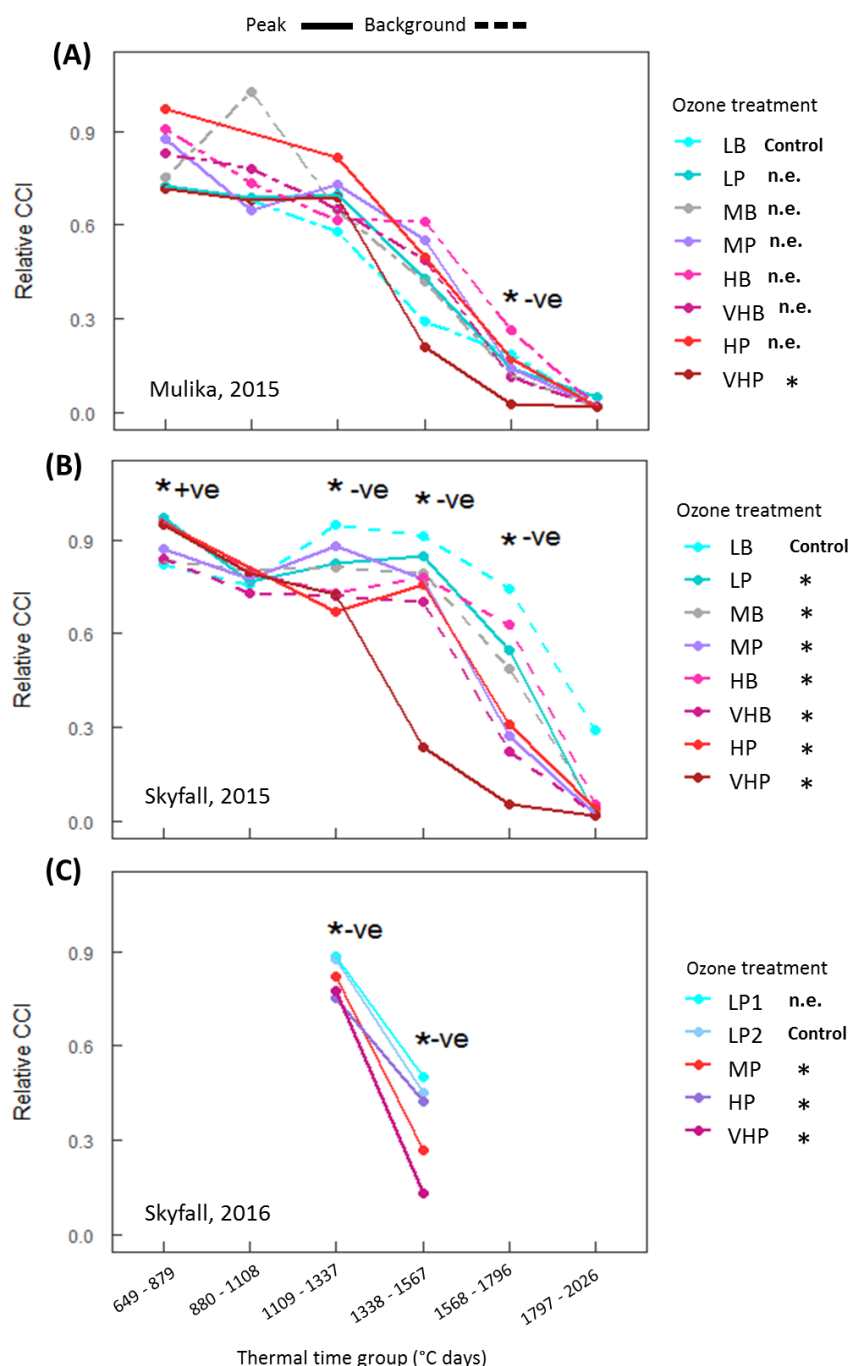 Peak Background
(A)
Relative CCI
0.9
0.6
0.3
0.0
* -ve
Mulika, 2015
Ozone treatment
LB Control
LP n.e.
MB n.e.
MP n.e.
HB n.e.
VHB n.e.
HP n.e.
VHP *
(B)
Relative CCI
0.9
0.6
0.3
0.0
* +ve
* -ve
* -ve
* -ve
Skyfall, 2015
Ozone treatment
LB Control
LP *
MB *
MP *
HB *
VHB *
HP *
VHP *
(C)
Relative CCI
0.9
0.6
0.3
0.0
*-ve
*-ve
Skyfall, 2016
Ozone treatment
LP1 n.e.
LP2 Control
MP *
HP *
VHP *
649 - 879
880 - 1108
1109 - 1337
1338 - 1567
1568 - 1796
1797 - 2026
Thermal time group (°C days)